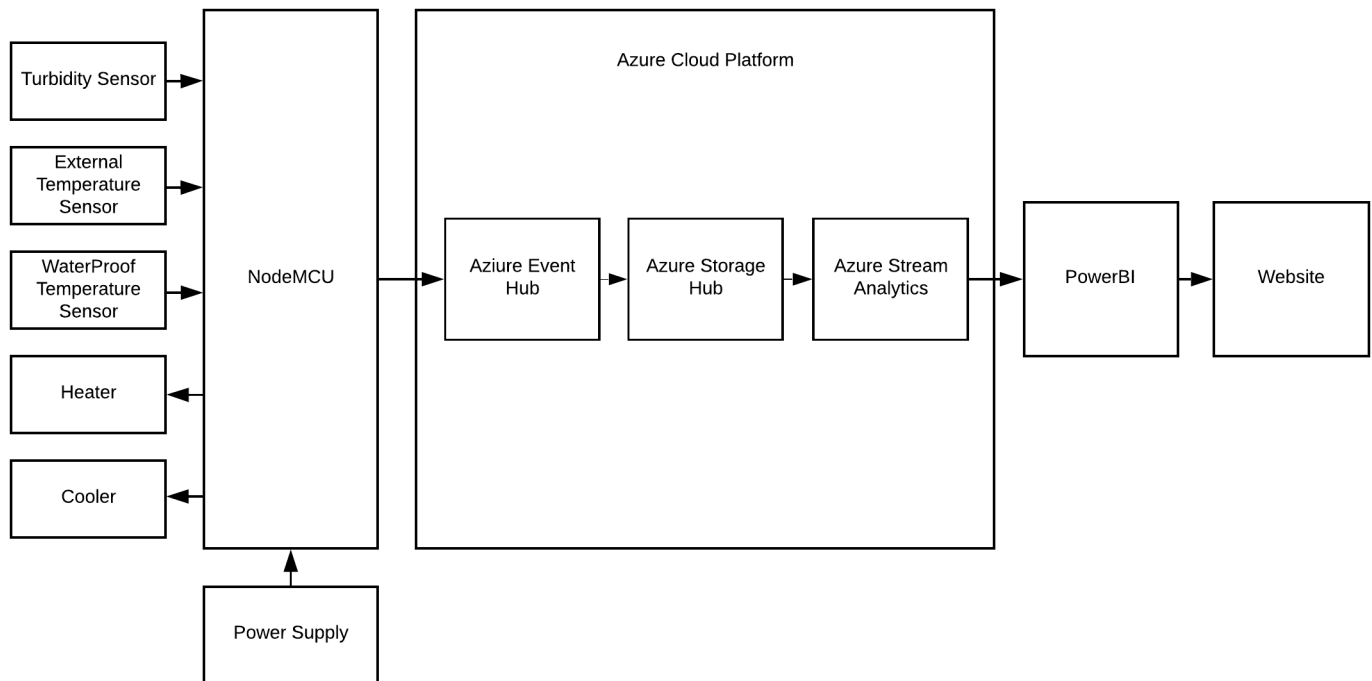 Azure Cloud Platform
Turbidity Sensor
External
Temperature
Sensor
WaterProof
Temperature
Sensor
Heater
Cooler
NodeMCU
Power Supply
Aziure Event
Hub
Azure Storage
Hub
Azure Stream
Analytics
PowerBI
Website